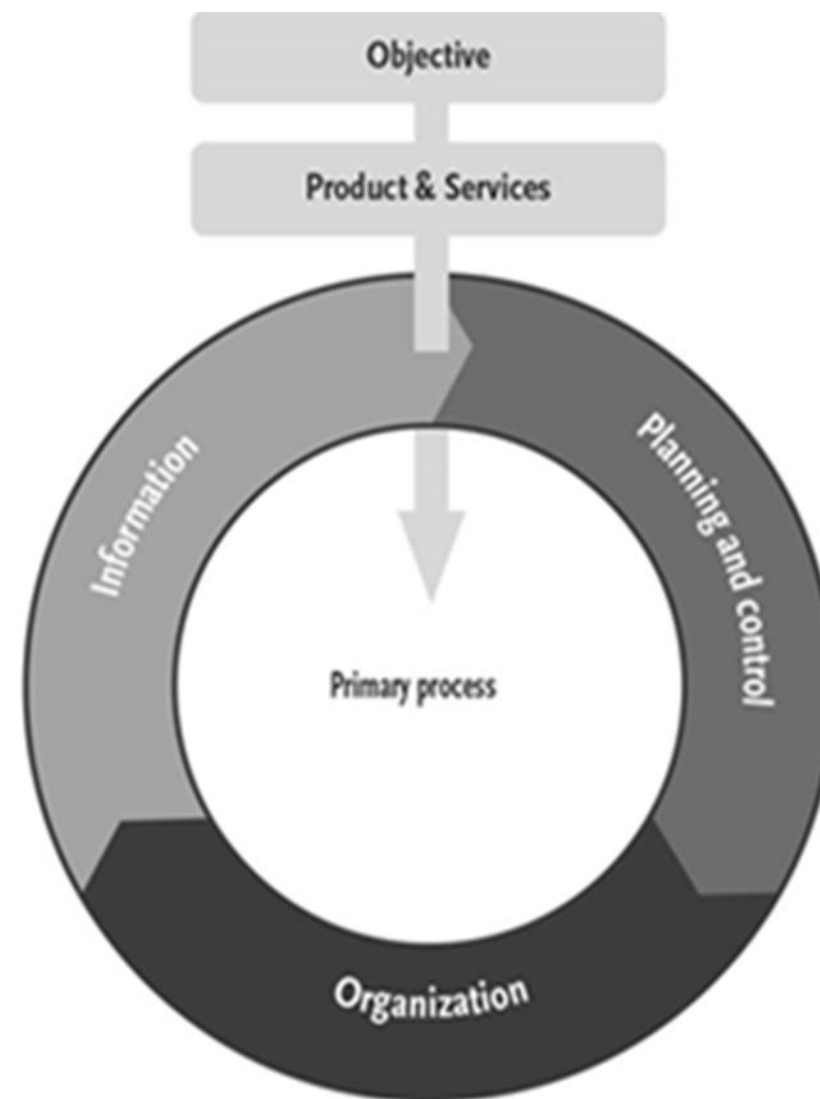 Objective
Product & Services
Information
Planning and control
Primary process
Organization